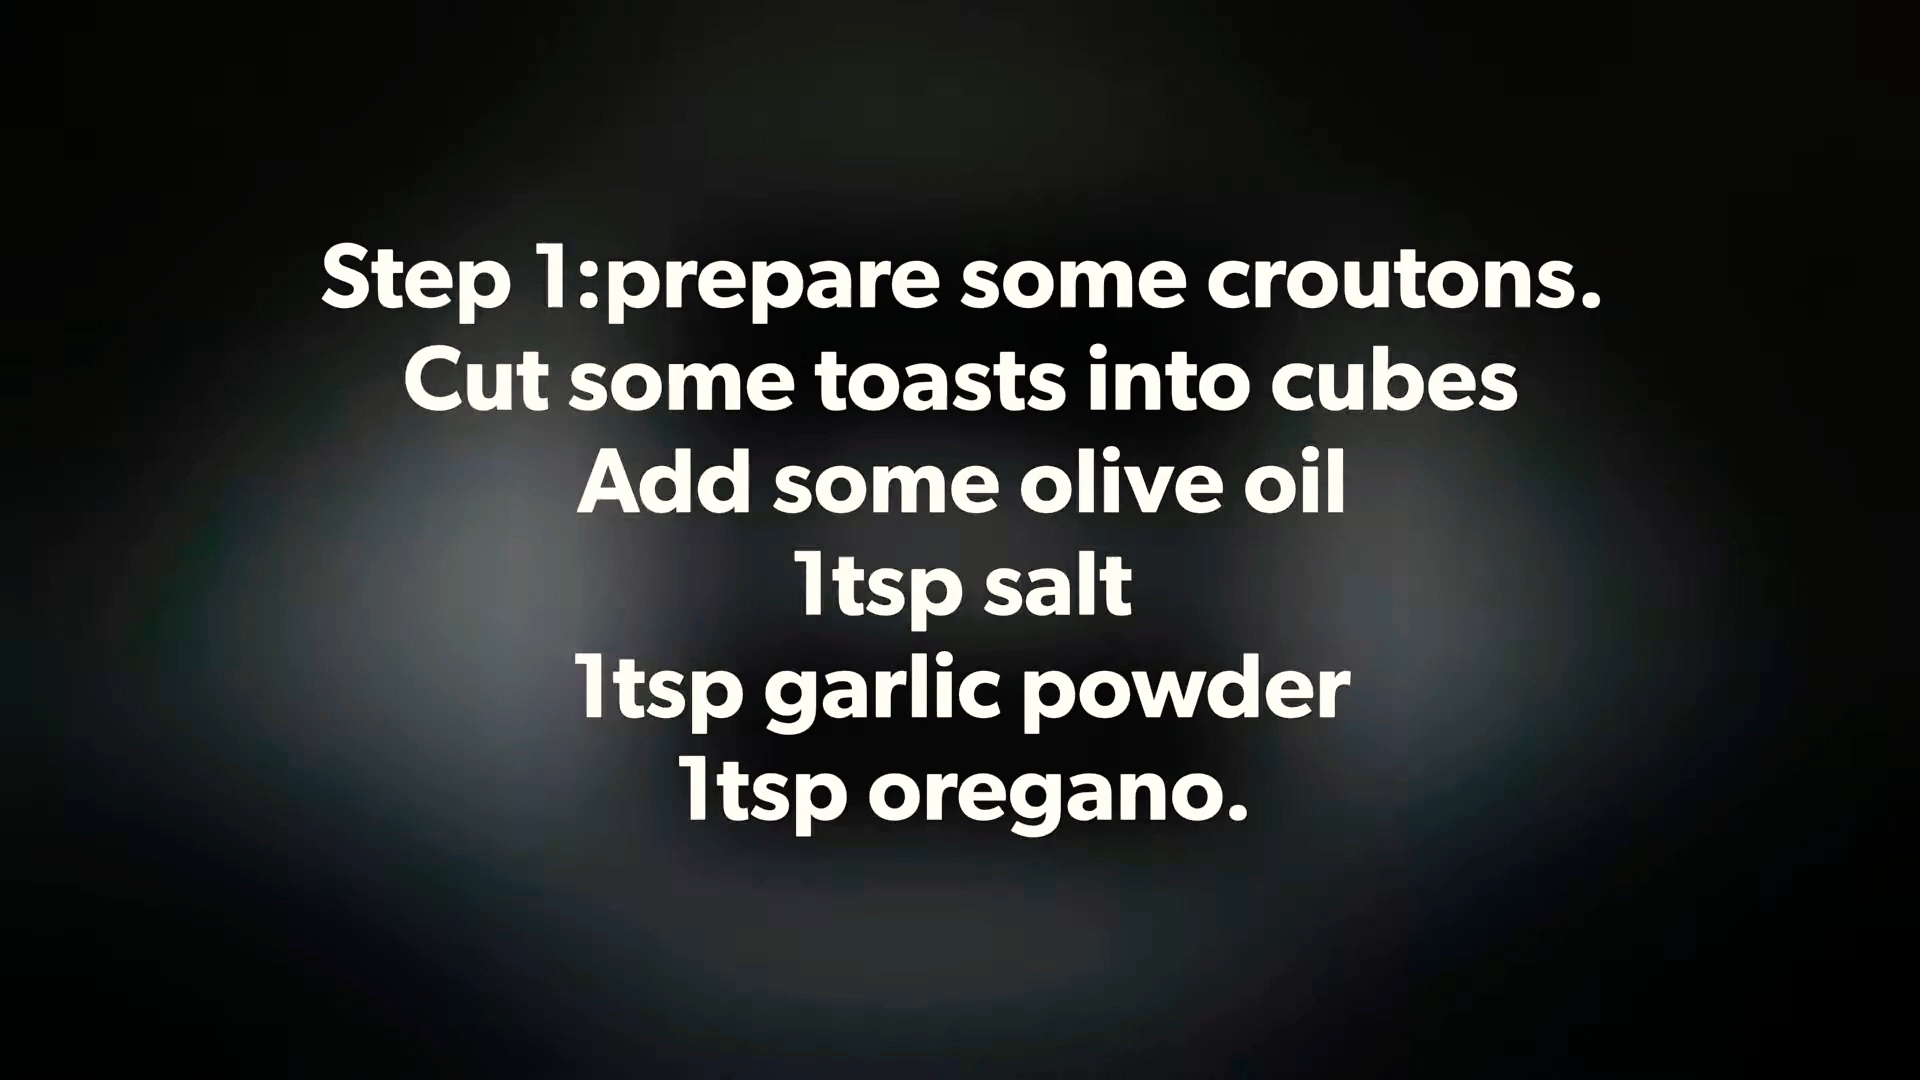 Step 1:prepare some croutons.
Cut some toasts into cubes
Add some olive oil
1tsp salt
1tsp garlic powder
1tsp oregano.